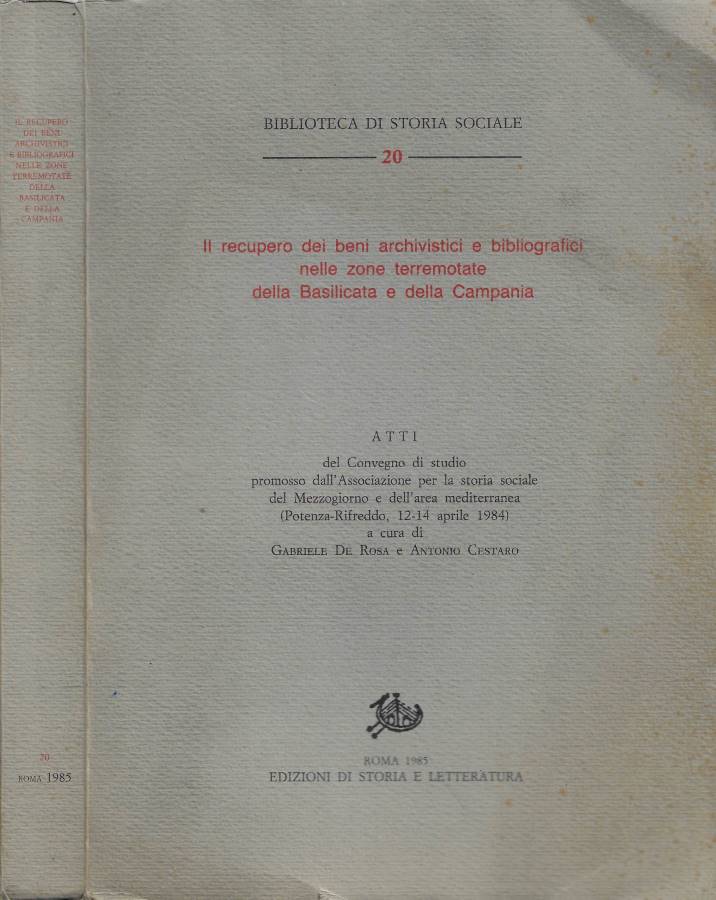 IL RECUPERO
DEI BENI
ARCHIVISTICI
E BIBLIOGRAFICI
NELLE ZONE
TERREMOTATE
DELLA
BASILICATA
E DELLA
CAMPANIA
20
ROMA 1985
BIBLIOTECA DI STORIA SOCIALE
20
Il recupero dei beni archivistici e bibliografici
nelle zone terremotate
della Basilicata e della Campania
ATTI
del Convegno di studio
promosso dall'Associazione per la storia sociale
del Mezzogiorno e dell'area mediterranea
(Potenza-Rifreddo, 12-14 aprile 1984)
a cura di
GABRIELE DE ROSA e ANTONIO CESTARO
ROMA 1985
EDIZIONI DI STORIA E LETTERATURA